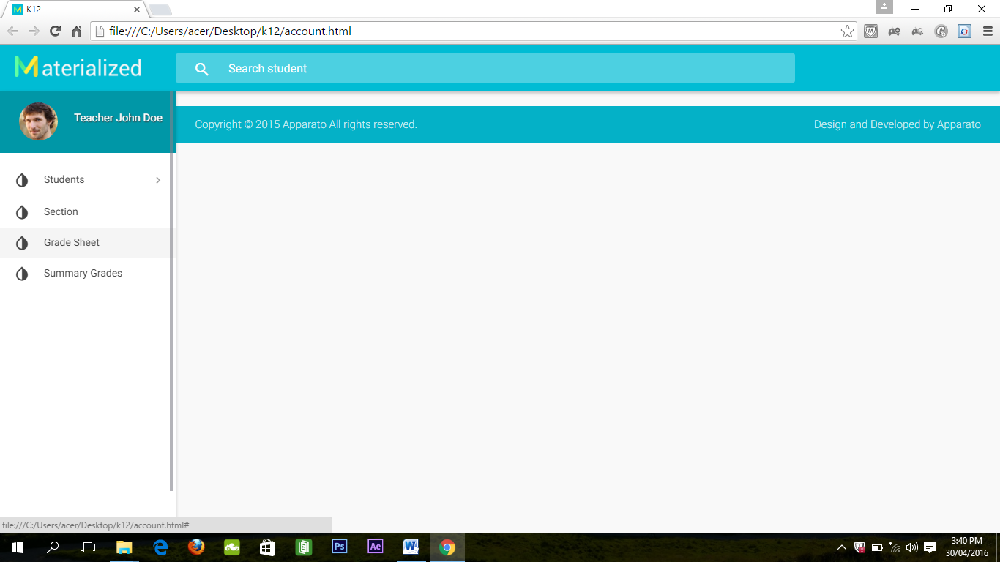 K12
file:///C:/Users/acer/Desktop/k12/account.html
Materialized
Search student
Teacher John Doe
Copyright © 2015 Apparato All rights reserved.
Design and Developed by Apparato
Students
Section
Grade Sheet
Summary Grades
file:///C:/Users/acer/Desktop/k12/account.html#
Ps
Ae
W
3:40 PM
30/04/2016